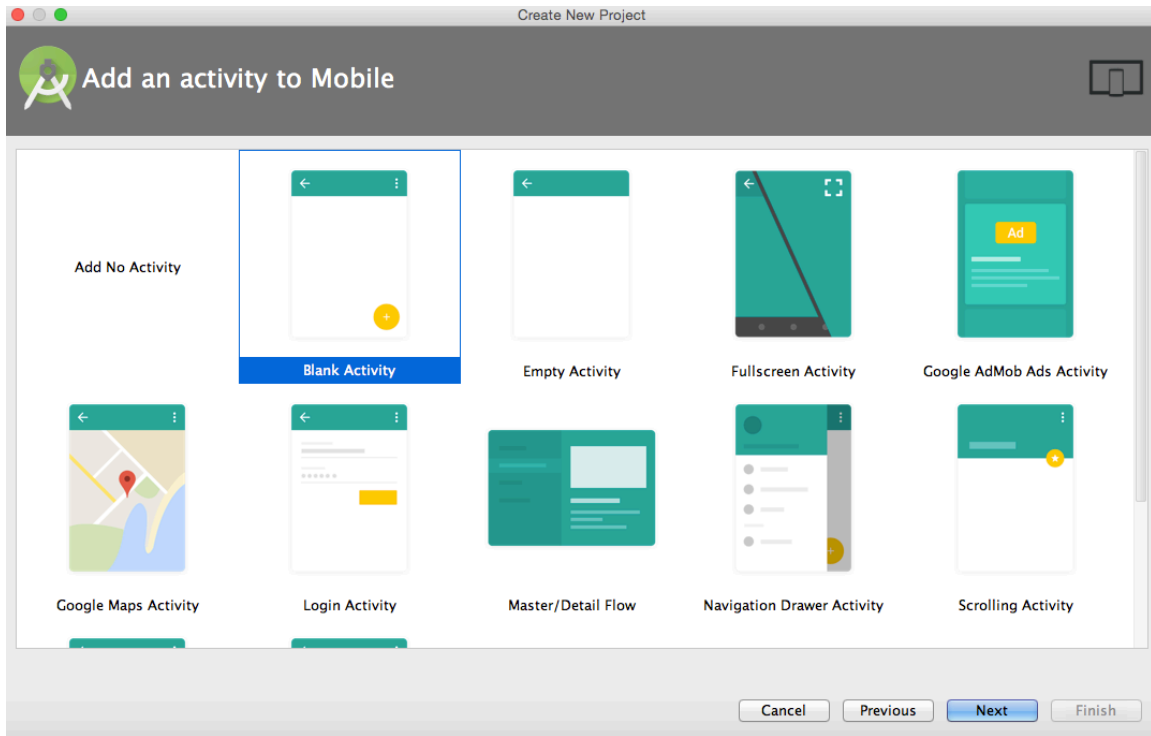 Create New Project
Add an activity to Mobile
Add No Activity
Blank Activity
Empty Activity
Fullscreen Activity
Ad
Google AdMob Ads Activity
Google Maps Activity
Login Activity
Master/Detail Flow
Navigation Drawer Activity
Scrolling Activity
Cancel
Previous
Next
Finish